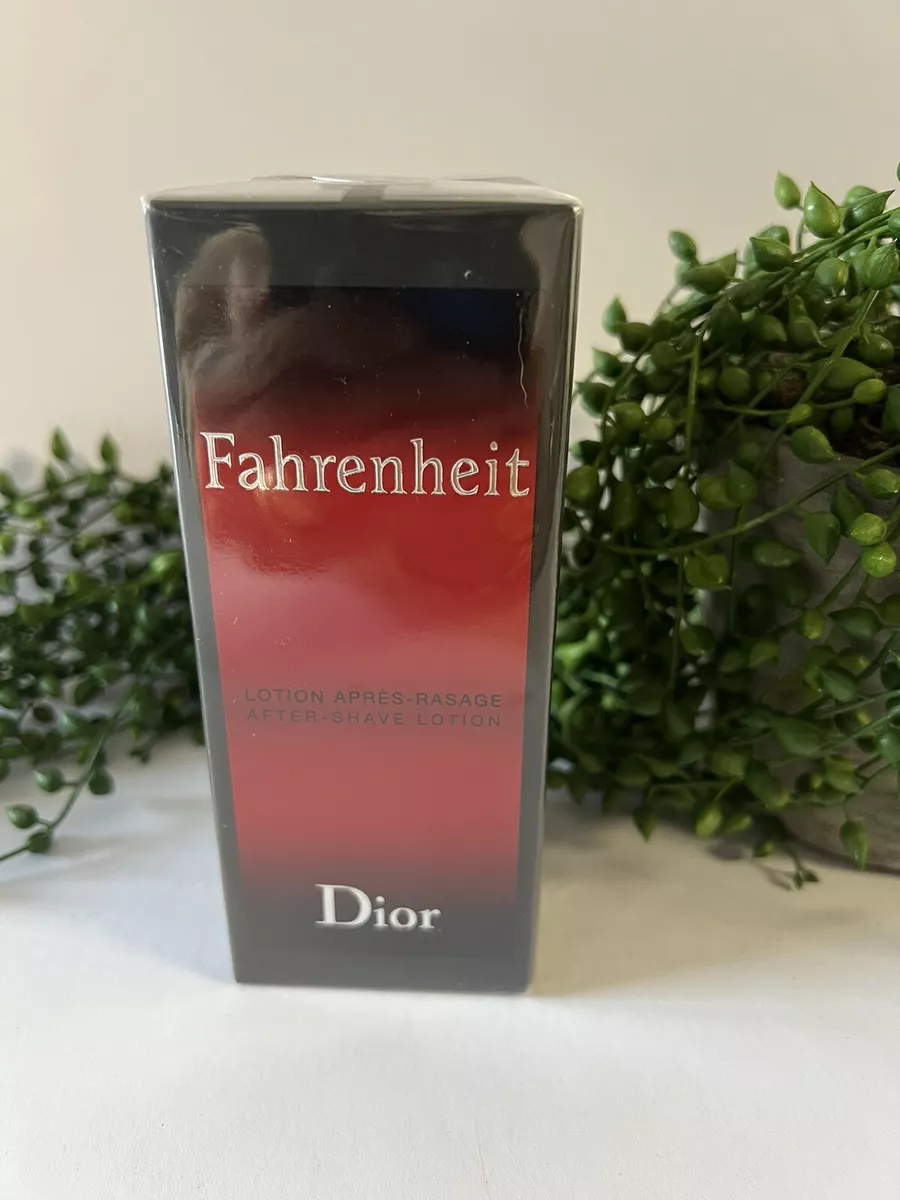 Fahrenheit
LOTION APRÈS-RASAGE
AFTER-SHAVE LOTION
Dior